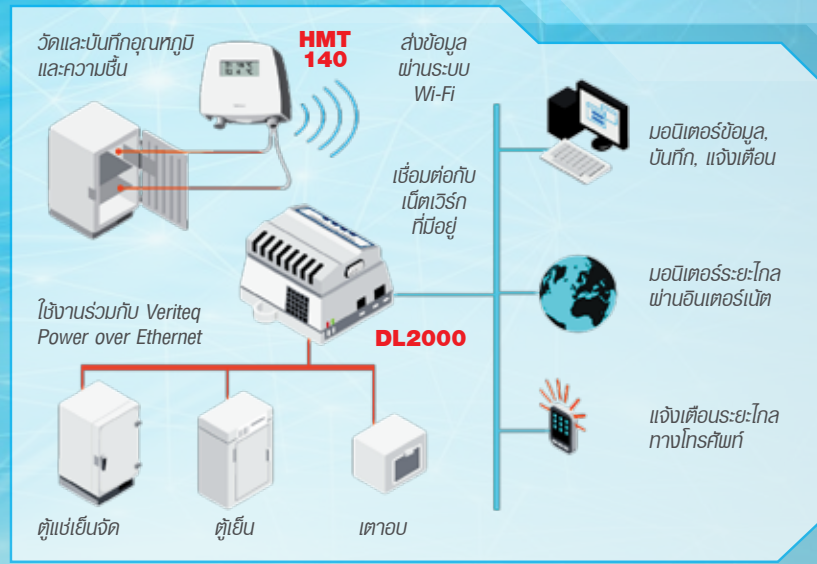 วัดและบันทึกอุณหภูมิ
และความชื้น
HMT
140
ส่งข้อมูล
ผ่านระบบ
Wi-Fi
มอนิเตอร์ข้อมูล,
บันทึก, แจ้งเตือน
เชื่อมต่อกับ
เน็ตเวิร์ก
ที่มีอยู่
มอนิเตอร์ระยะไกล
ผ่านอินเตอร์เน้ต
ใช้งานร่วมกับ Veriteq
Power over Ethernet
DL2000
แจ้งเตือนระยะไกล
ทางโทรศัพท์
ตู้แช่เย็นจัด
ตู้เย็น
เตาอบ